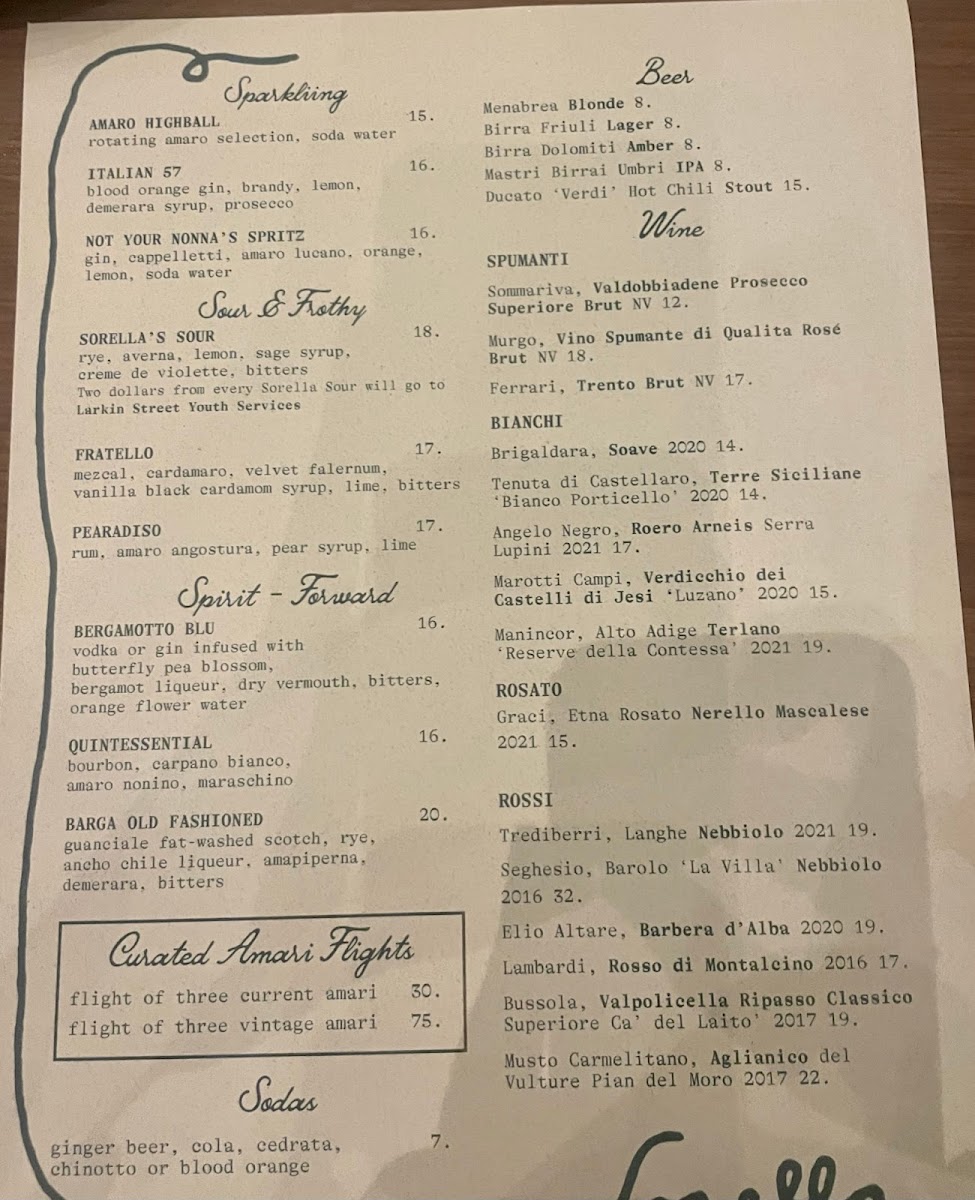 Sparkliing
AMARO HIGHBALL 15.
rotating amaro selection, soda water
ITALIAN 57 16.
blood orange gin, brandy, lemon,
demerara syrup, prosecco
NOT YOUR NONNA'S SPRITZ 16.
gin, cappelletti, amaro lucano, orange,
lemon, soda water
Sour & Frothy
SORELLA'S SOUR 18.
rye, averna, lemon, sage syrup,
creme de violette, bitters
Two dollars from every Sorella Sour will go to
Larkin Street Youth Services
FRATELLO 17.
mezcal, cardamaro, velvet falernum,
vanilla black cardamom syrup, lime, bitters
PEARADISO 17.
rum, amaro angostura, pear syrup, lime
Spirit - Forward
BERGAMOTTO BLU 16.
vodka or gin infused with
butterfly pea blossom,
bergamot liqueur, dry vermouth, bitters,
orange flower water
QUINTESSENTIAL 16.
bourbon, carpano bianco,
amaro nonino, maraschino
BARGA OLD FASHIONED 20.
guanciale fat-washed scotch, rye,
ancho chile liqueur, amapiperna,
demerara, bitters
Curated Amari Flights
flight of three current amari 30.
flight of three vintage amari 75.
Sodas
ginger beer, cola, cedrata, 7.
chinotto or blood orange
Beer
Menabrea Blonde 8.
Birra Friuli Lager 8.
Birra Dolomiti Amber 8.
Mastri Birrai Umbri IPA 8.
Ducato 'Verdi' Hot Chili Stout 15.
Wine
SPUMANTI
Sommariva, Valdobbiadene Prosecco
Superiore Brut NV 12.
Murgo, Vino Spumante di Qualita Rosé
Brut NV 18.
Ferrari, Trento Brut NV 17.
BIANCHI
Brigaldara, Soave 2020 14.
Tenuta di Castellaro, Terre Siciliane
'Bianco Porticello' 2020 14.
Angelo Negro, Roero Arneis Serra
Lupini 2021 17.
Marotti Campi, Verdicchio dei
Castelli di Jesi 'Luzano' 2020 15.
Manincor, Alto Adige Terlano
'Reserve della Contessa' 2021 19.
ROSATO
Graci, Etna Rosato Nerello Mascalese
2021 15.
ROSSI
Trediberri, Langhe Nebbiolo 2021 19.
Seghesio, Barolo 'La Villa' Nebbiolo
2016 32.
Elio Altare, Barbera d'Alba 2020 19.
Lambardi, Rosso di Montalcino 2016 17.
Bussola, Valpolicella Ripasso Classico
Superiore Ca' del Laito' 2017 19.
Musto Carmelitano, Aglianico del
Vulture Pian del Moro 2017 22.